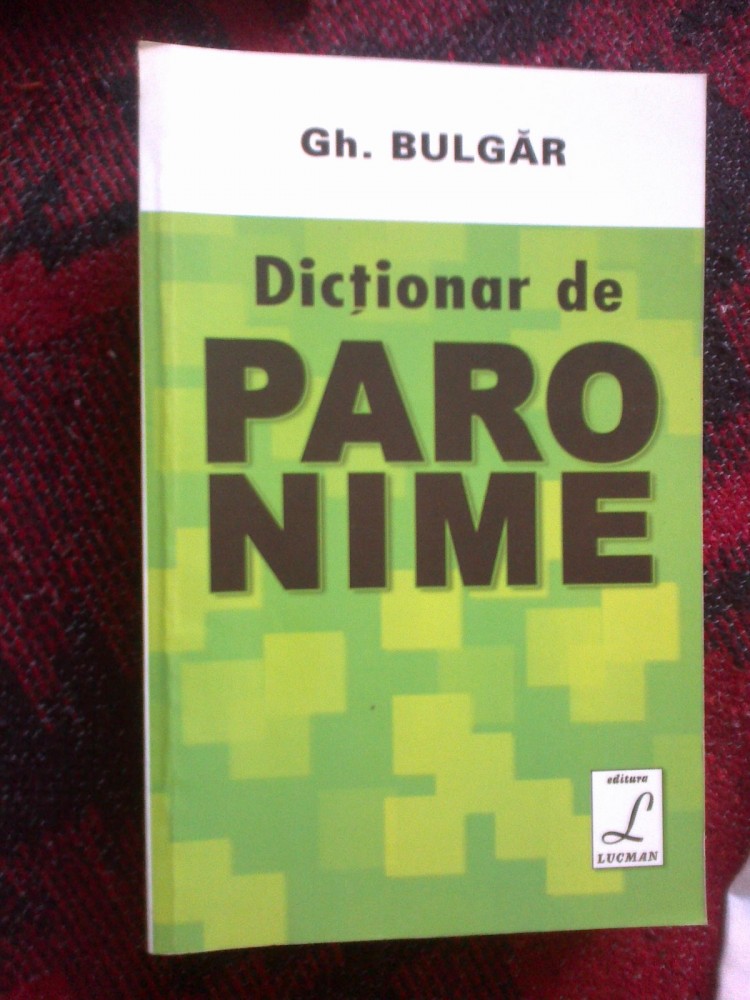 Gh. BULGĂR
Dicționar de
PARO
NIME
editura
L
LUCMAN